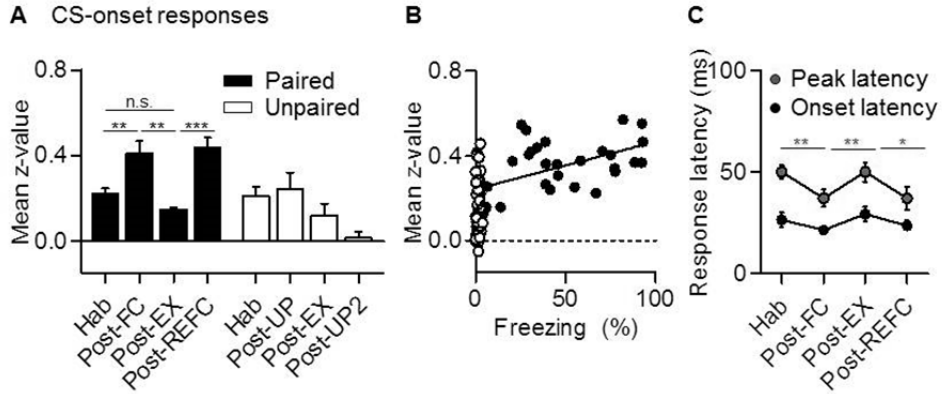 A CS-onset responses
0.8
0.4
0.0
Mean z-value
Paired
Unpaired
n.s.
** ** ***
Hab
Post-FC
Post-EX
Post-REFC
Hab
Post-UP
Post-EX
Post-UP2
B
0.8
0.4
0.0
Mean z-value
0 50 100
Freezing (%)
C
100
50
0
Response latency (ms)
Peak latency
Onset latency
** ** *
Hab
Post-FC
Post-EX
Post-REFC